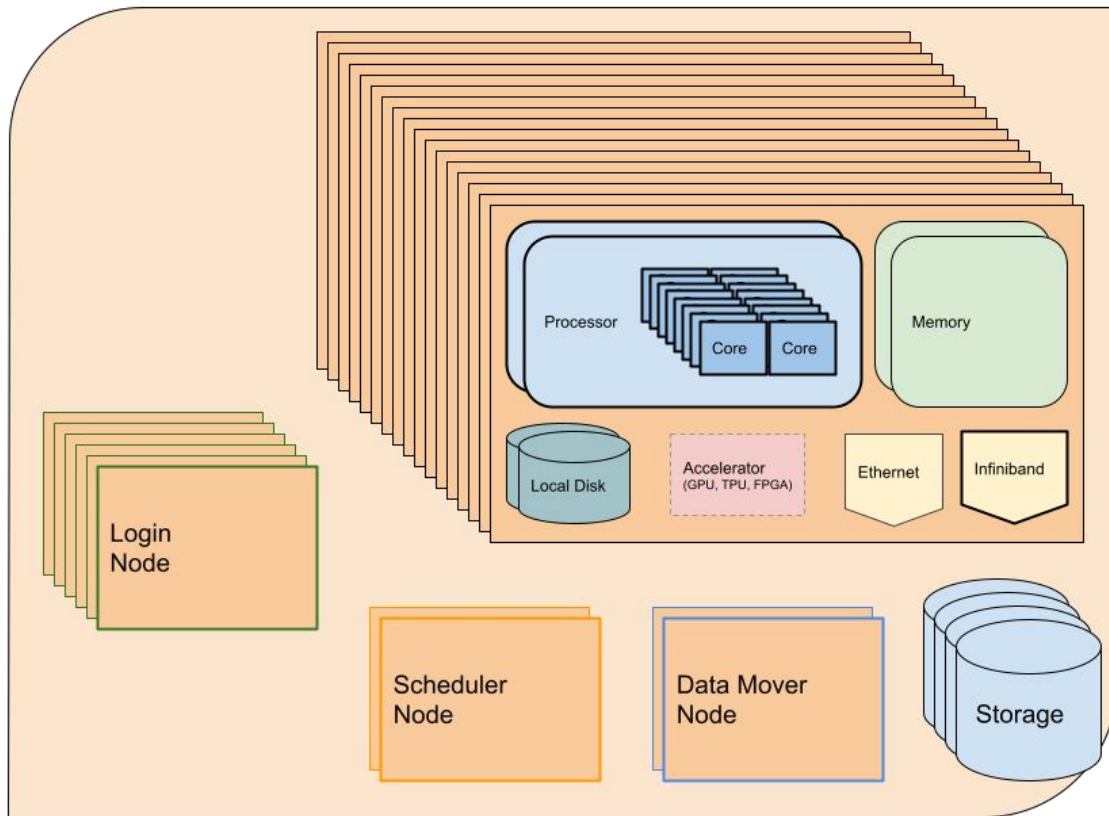 Processor
Core
Core
Memory
Local Disk
Accelerator
(GPU, TPU, FPGA)
Ethernet
Infiniband
Login
Node
Scheduler
Node
Data Mover
Node
Storage